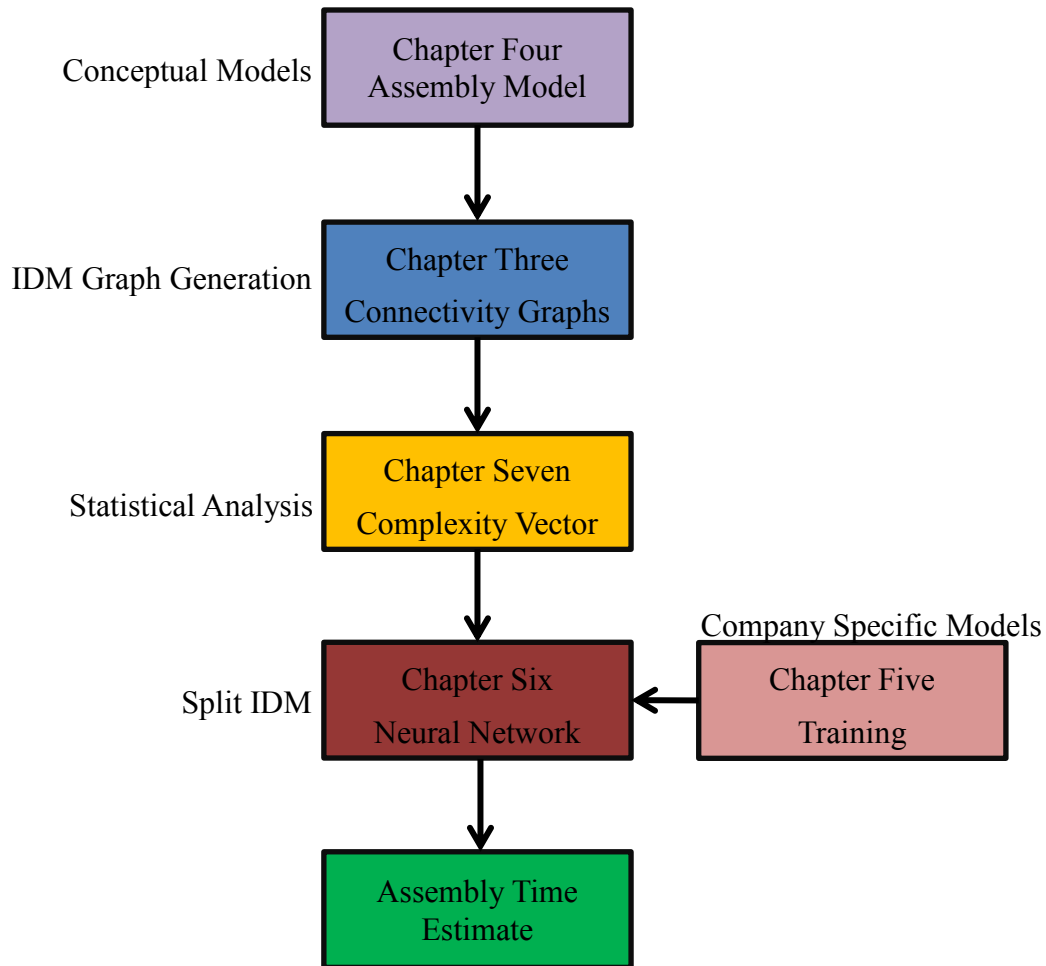 Conceptual Models
Chapter Four
Assembly Model
IDM Graph Generation
Chapter Three
Connectivity Graphs
Statistical Analysis
Chapter Seven
Complexity Vector
Split IDM
Chapter Six
Neural Network
Company Specific Models
Chapter Five
Training
Assembly Time
Estimate